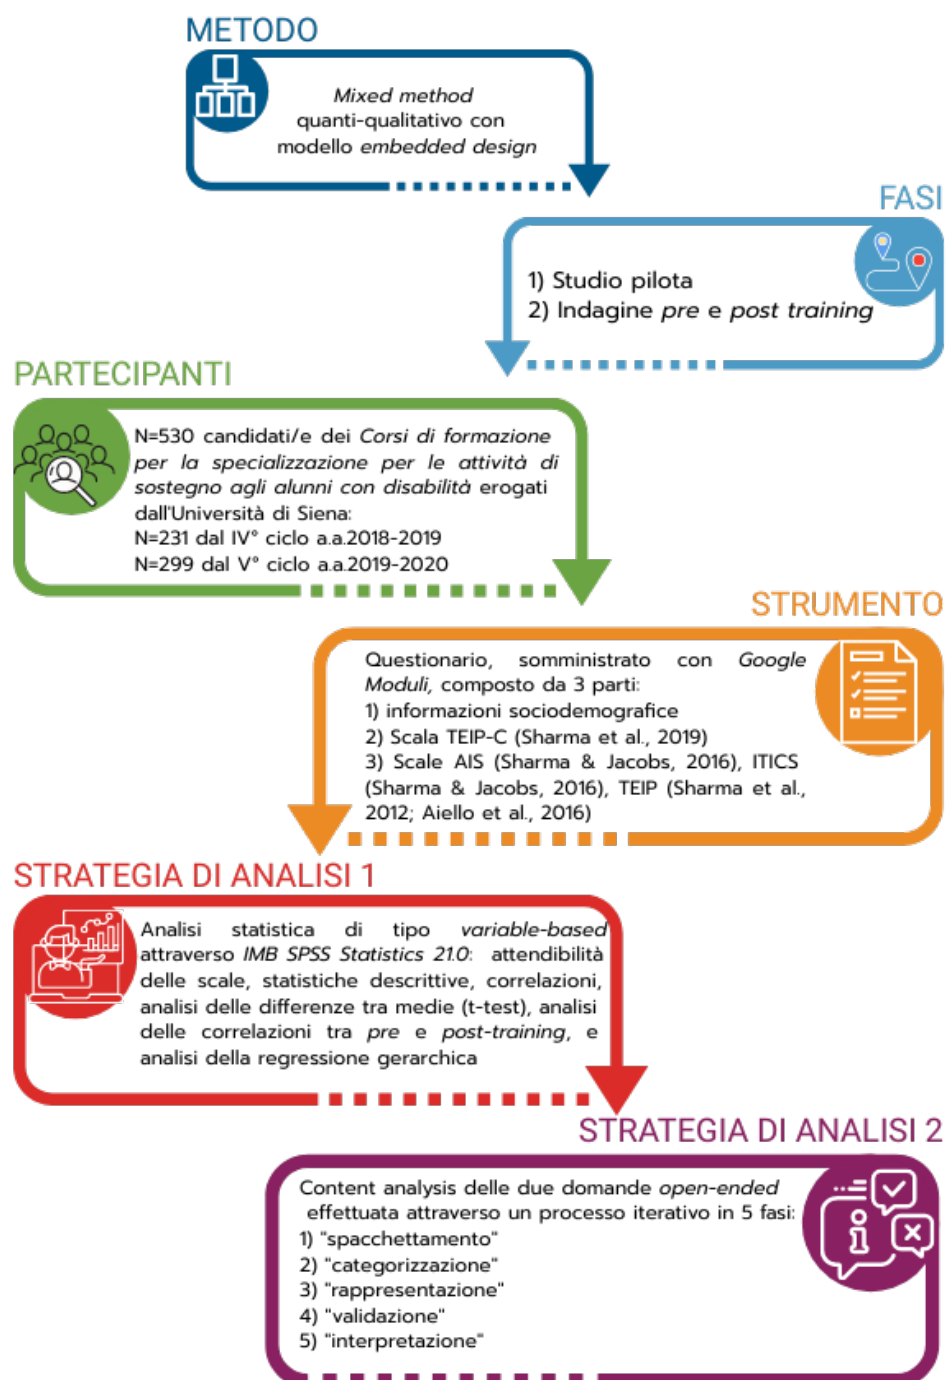 METODO
Mixed method
quanti-qualitativo con
modello embedded design
FASI
1) Studio pilota
2) Indagine pre e post training
PARTECIPANTI
N=530 candidati/e dei Corsi di formazione
per la specializzazione per le attività di
sostegno agli alunni con disabilità erogati
dall'Università di Siena:
N=231 dal IV° ciclo a.a.2018-2019
N=299 dal V° ciclo a.a.2019-2020
STRUMENTO
Questionario, somministrato con Google
Moduli, composto da 3 parti:
1) informazioni sociodemografice
2) Scala TEIP-C (Sharma et al., 2019)
3) Scale AIS (Sharma & Jacobs, 2016), ITICS
(Sharma & Jacobs, 2016), TEIP (Sharma et al.,
2012; Aiello et al., 2016)
STRATEGIA DI ANALISI 1
Analisi statistica di tipo variable-based
attraverso IMB SPSS Statistics 21.0: attendibilità
delle scale, statistiche descrittive, correlazioni,
analisi delle differenze tra medie (t-test), analisi
delle correlazioni tra pre e post-training, e
analisi della regressione gerarchica
STRATEGIA DI ANALISI 2
Content analysis delle due domande open-ended
effettuata attraverso un processo iterativo in 5 fasi:
1) "spacchettamento"
2) "categorizzazione"
3) "rappresentazione"
4) "validazione"
5) "interpretazione"